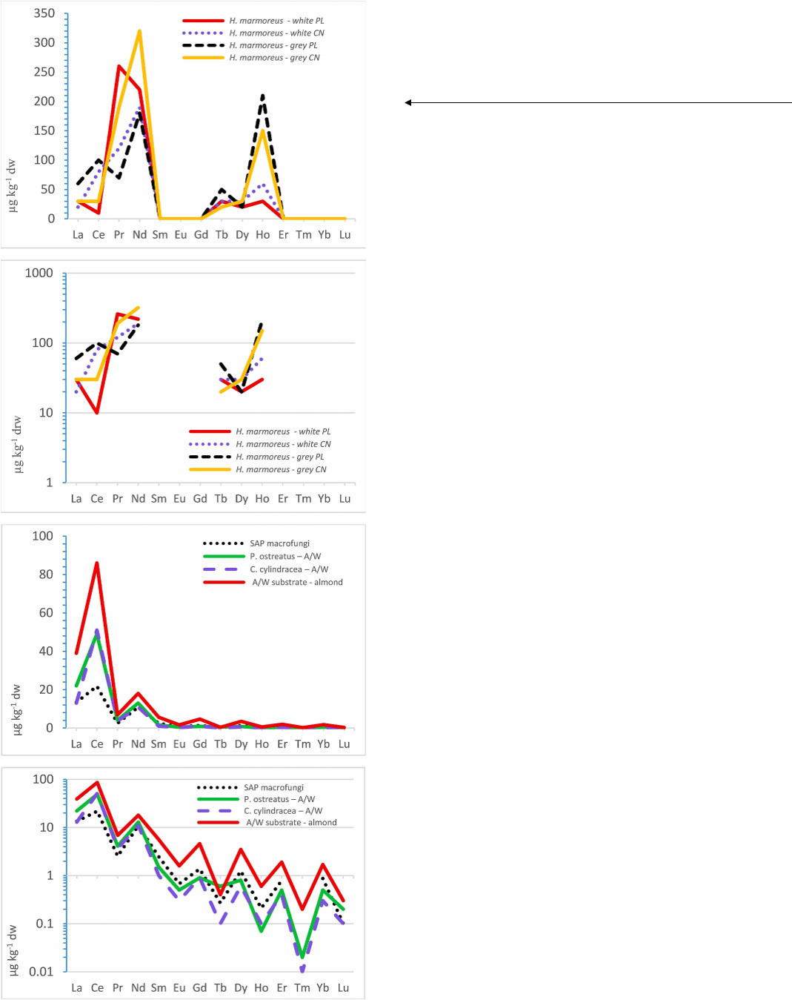 350
300
250
200
150
100
50
0
µg kg-1 dw
H. marmoreus - white PL
H. marmoreus - white CN
H. marmoreus - grey PL
H. marmoreus - grey CN
La Ce Pr Nd Sm Eu Gd Tb Dy Ho Er Tm Yb Lu
1000
100
10
1
µg kg-1 drw
H. marmoreus - white PL
H. marmoreus - white CN
H. marmoreus - grey PL
H. marmoreus - grey CN
La Ce Pr Nd Sm Eu Gd Tb Dy Ho Er Tm Yb Lu
100
80
60
40
20
0
µg kg-1 dw
SAP macrofungi
P. ostreatus – A/W
C. cylindracea – A/W
A/W substrate - almond
La Ce Pr Nd Sm Eu Gd Tb Dy Ho Er Tm Yb Lu
100
10
1
0.1
0.01
µg kg-1 dw
SAP macrofungi
P. ostreatus – A/W
C. cylindracea – A/W
A/W substrate - almond
La Ce Pr Nd Sm Eu Gd Tb Dy Ho Er Tm Yb Lu